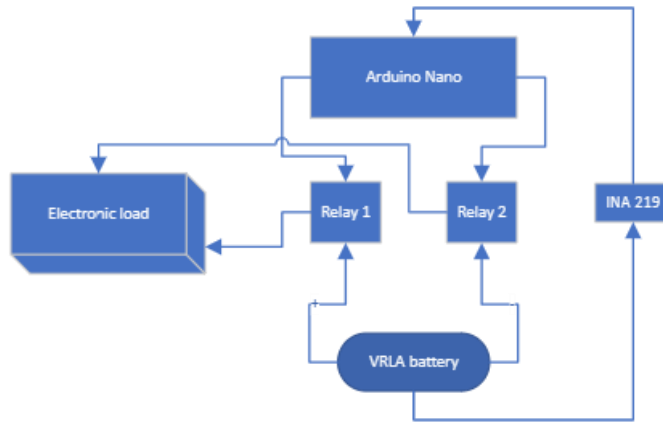 Arduino Nano
Electronic load
Relay 1
Relay 2
INA 219
+
-
VRLA battery